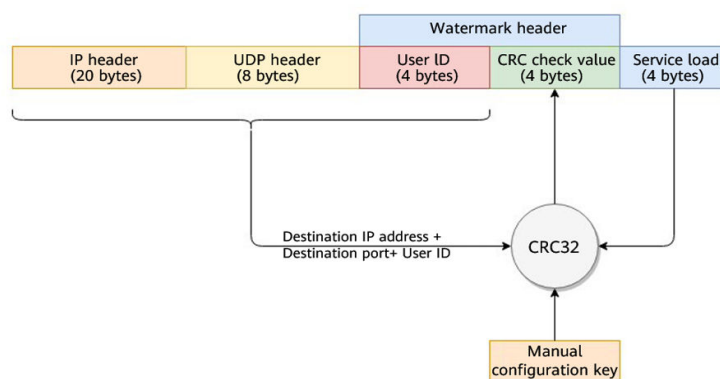 Watermark header
IP header
(20 bytes)
UDP header
(8 bytes)
User lD
(4 bytes)
CRC check value
(4 bytes)
Service load
(4 bytes)
Destination IP address +
Destination port+ User ID
CRC32
Manual
configuration key